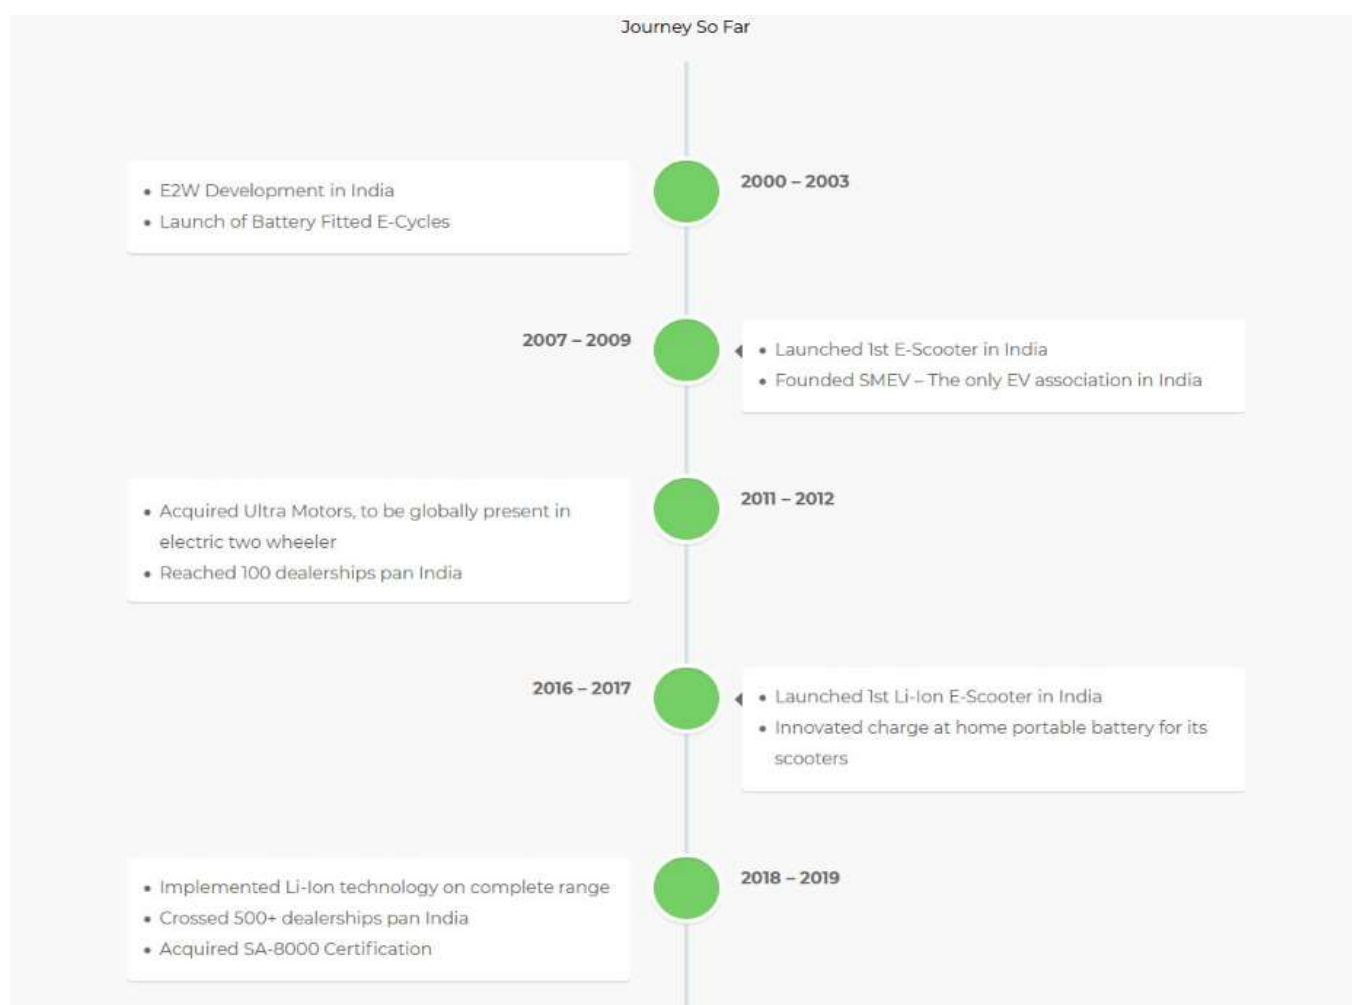 Journey So Far
• E2W Development in India
• Launch of Battery Fitted E-Cycles
2000 – 2003
2007 – 2009
• Launched 1st E-Scooter in India
• Founded SMEV – The only EV association in India
• Acquired Ultra Motors, to be globally present in
electric two wheeler
• Reached 100 dealerships pan India
2011 – 2012
2016 – 2017
• Launched 1st Li-Ion E-Scooter in India
• Innovated charge at home portable battery for its
scooters
• Implemented Li-Ion technology on complete range
• Crossed 500+ dealerships pan India
• Acquired SA-8000 Certification
2018 – 2019